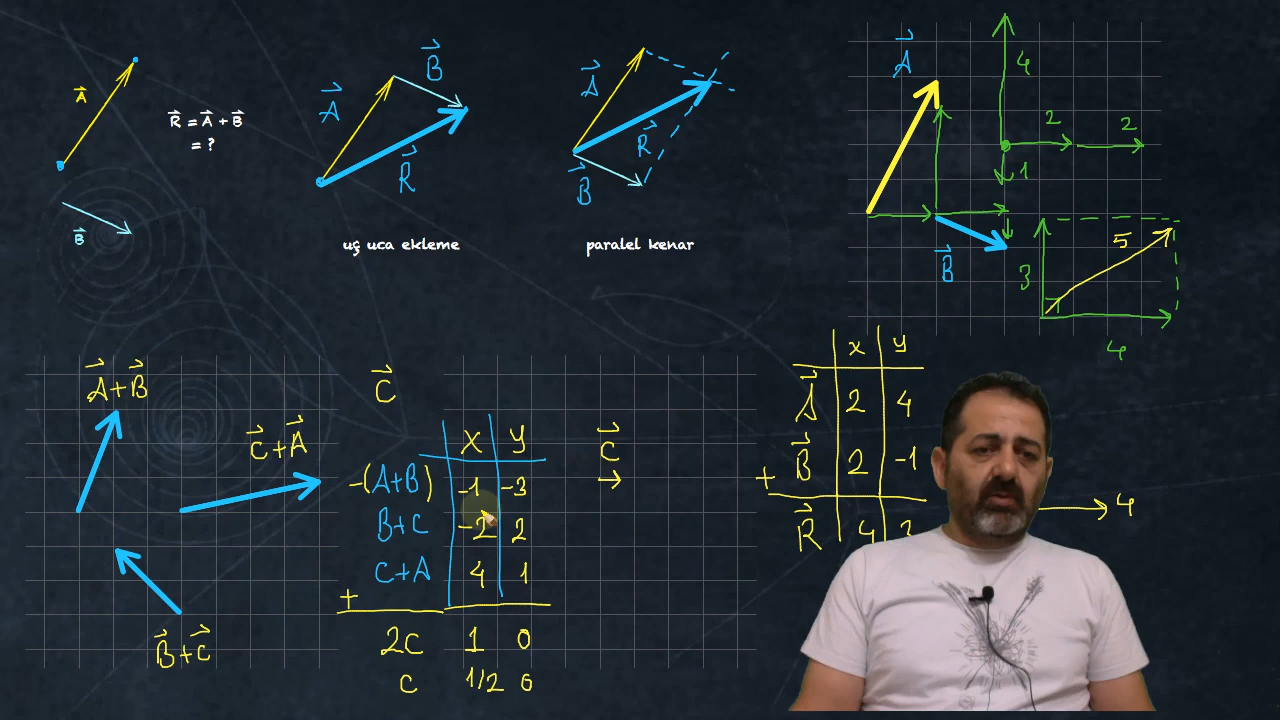 A
B
R = A + B
= ?
A
B
R
uç uca ekleme
A
R
B
paralel kenar
A
B
4
2
2
1
3
5
4
A+B
C+A
B+C
C
X Y
-(A+B) -1 -3
B+C -2 2
C+A 4 1
+
2C 1 0
C 1/2 0
C
X Y
A 2 4
+ B 2 -1
R 4
4